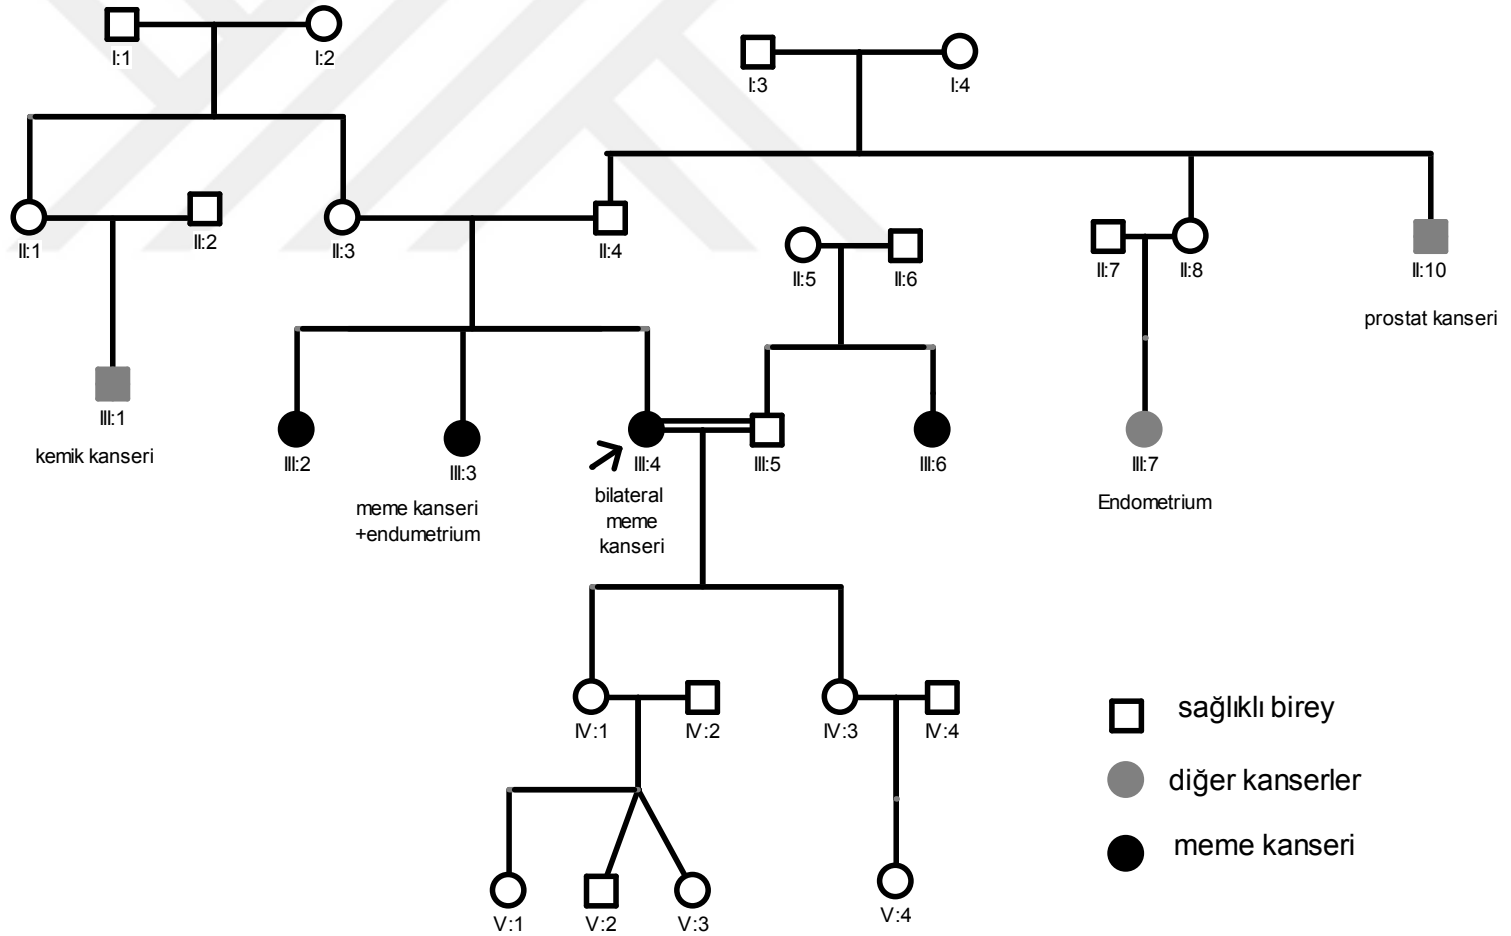 I:1
I:2
I:3
I:4
II:1
II:2
II:3
II:4
II:5
II:6
II:7
II:8
II:10
prostat kanseri
III:1
kemik kanseri
III:2
III:3
meme kanseri
+endumetrium
III:4
bilateral
meme
kanseri
III:5
III:6
III:7
Endometrium
IV:1
IV:2
IV:3
IV:4
V:1
V:2
V:3
V:4
sağlıklı birey
diğer kanserler
meme kanseri